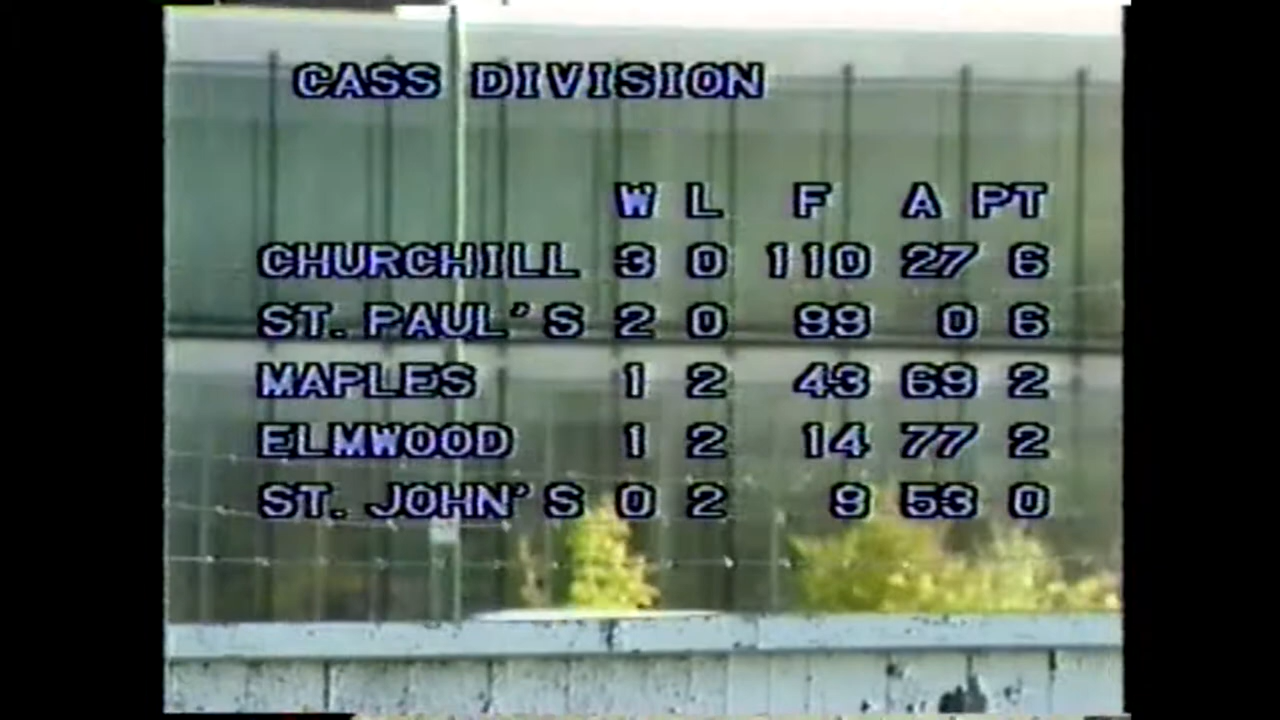 CASS DIVISION
W L F A PT
CHURCHILL 3 0 110 27 6
ST. PAUL'S 2 0 99 0 6
MAPLES 1 2 43 69 2
ELMWOOD 1 2 14 77 2
ST. JOHN'S 0 2 9 53 0